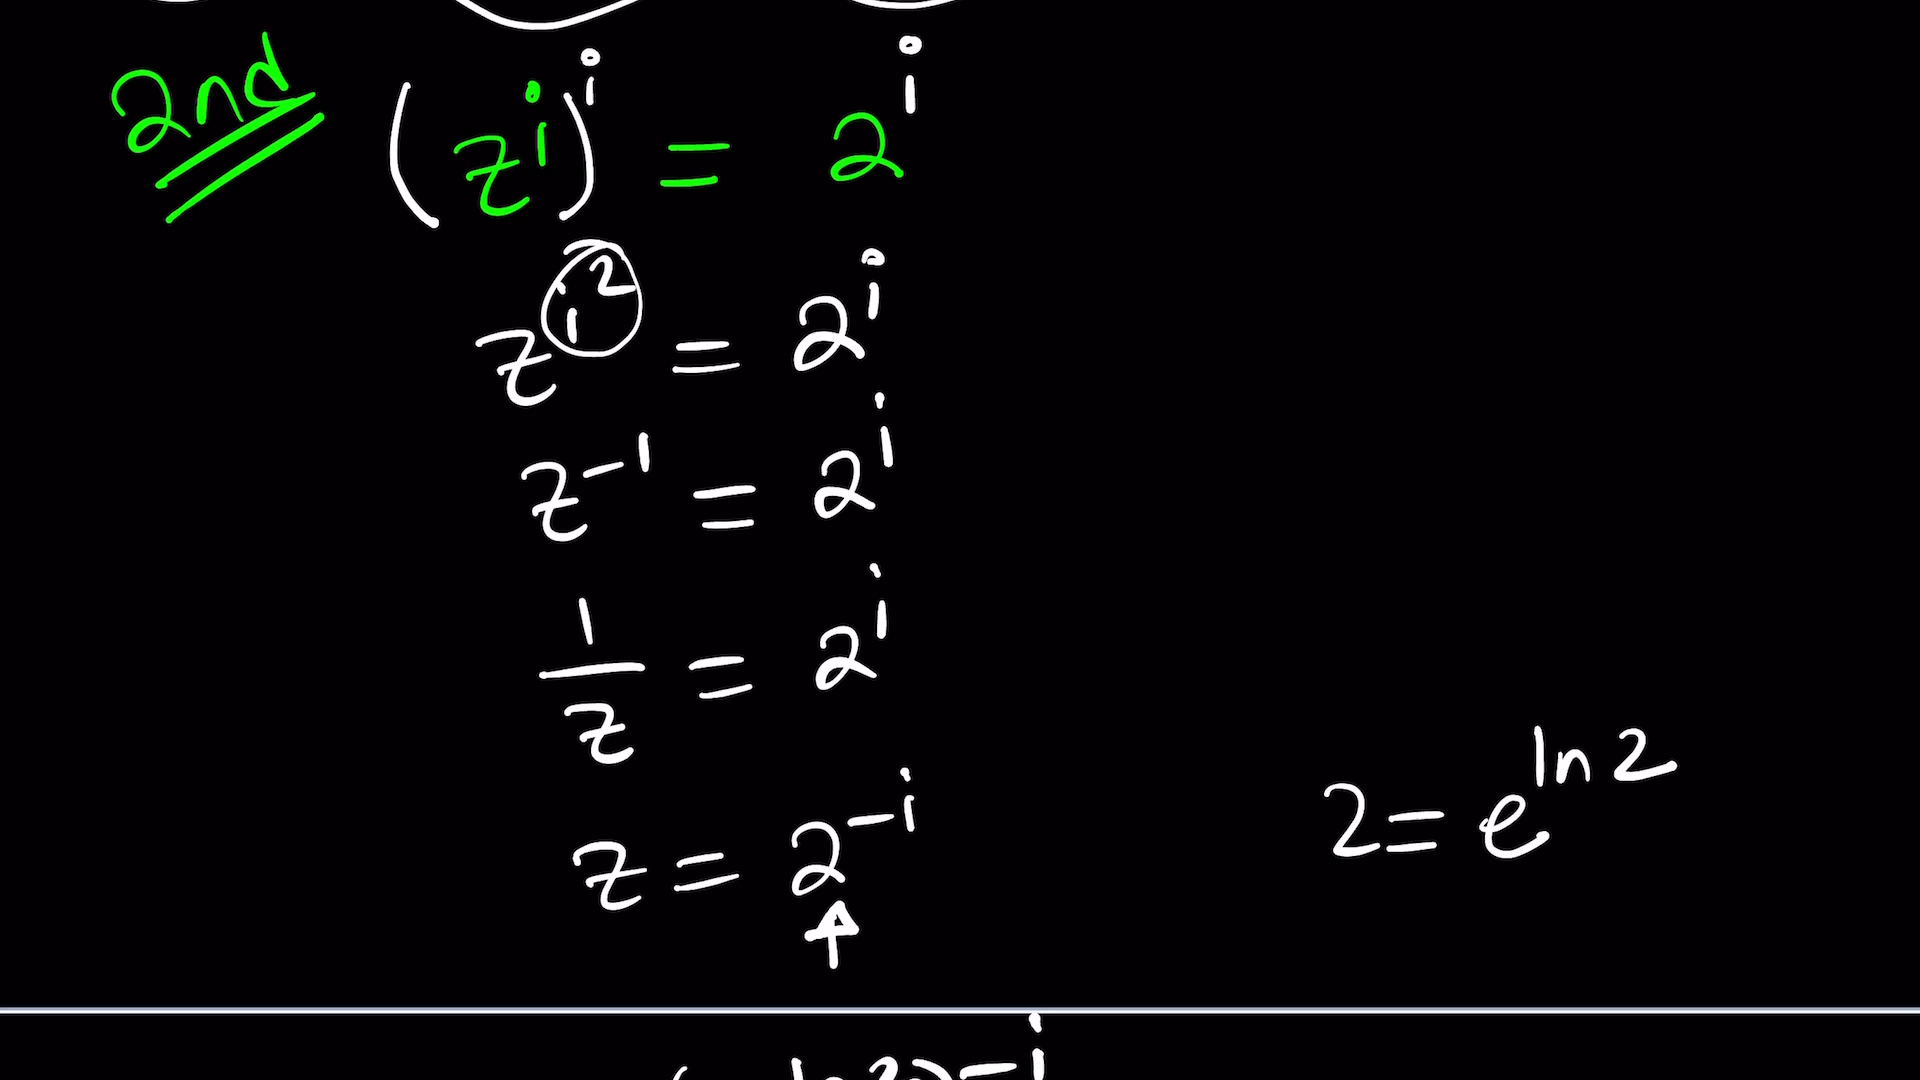 2nd (z^i)^i = 2^i
z^i^2 = 2^i
z^-1 = 2^i
1/z = 2^i
z = 2^-i
2 = e^ln 2